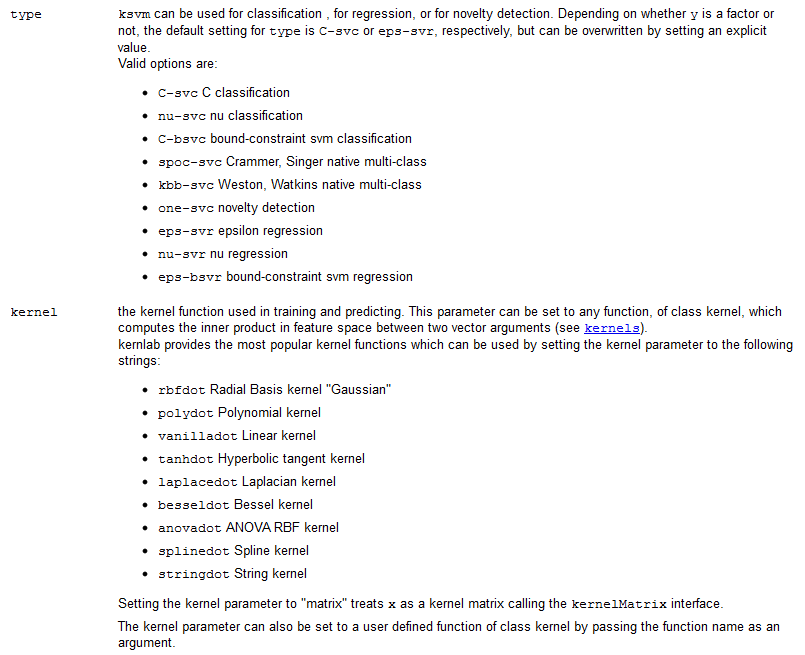 type ksvm can be used for classification , for regression, or for novelty detection. Depending on whether y is a factor or
not, the default setting for type is C-svc or eps-svr, respectively, but can be overwritten by setting an explicit
value.
Valid options are:
• C-svc C classification
• nu-svc nu classification
• C-bsvc bound-constraint svm classification
• spoc-svc Crammer, Singer native multi-class
• kbb-svc Weston, Watkins native multi-class
• one-svc novelty detection
• eps-svr epsilon regression
• nu-svr nu regression
• eps-bsvr bound-constraint svm regression
kernel the kernel function used in training and predicting. This parameter can be set to any function, of class kernel, which
computes the inner product in feature space between two vector arguments (see kernels).
kernlab provides the most popular kernel functions which can be used by setting the kernel parameter to the following
strings:
• rbfdot Radial Basis kernel "Gaussian"
• polydot Polynomial kernel
• vanilladot Linear kernel
• tanhdot Hyperbolic tangent kernel
• laplacedot Laplacian kernel
• besseldot Bessel kernel
• anovadot ANOVA RBF kernel
• splinedot Spline kernel
• stringdot String kernel
Setting the kernel parameter to "matrix" treats x as a kernel matrix calling the kernelMatrix interface.
The kernel parameter can also be set to a user defined function of class kernel by passing the function name as an
argument.